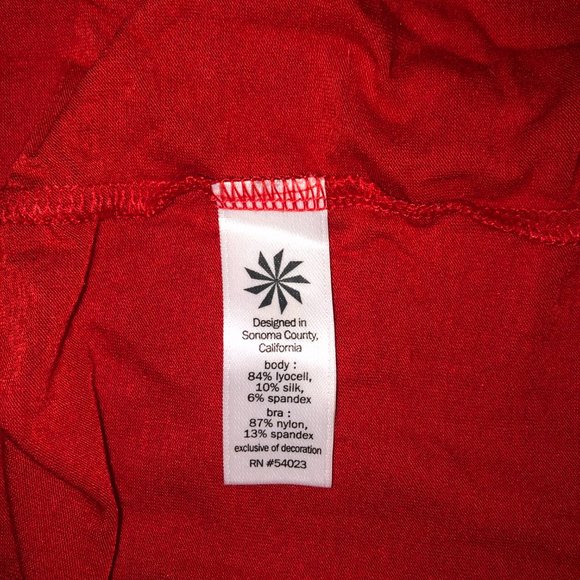 Designed in
Sonoma County,
California
body :
84% lyocell,
10% silk,
6% spandex
bra :
87% nylon,
13% spandex
exclusive of decoration
RN #54023